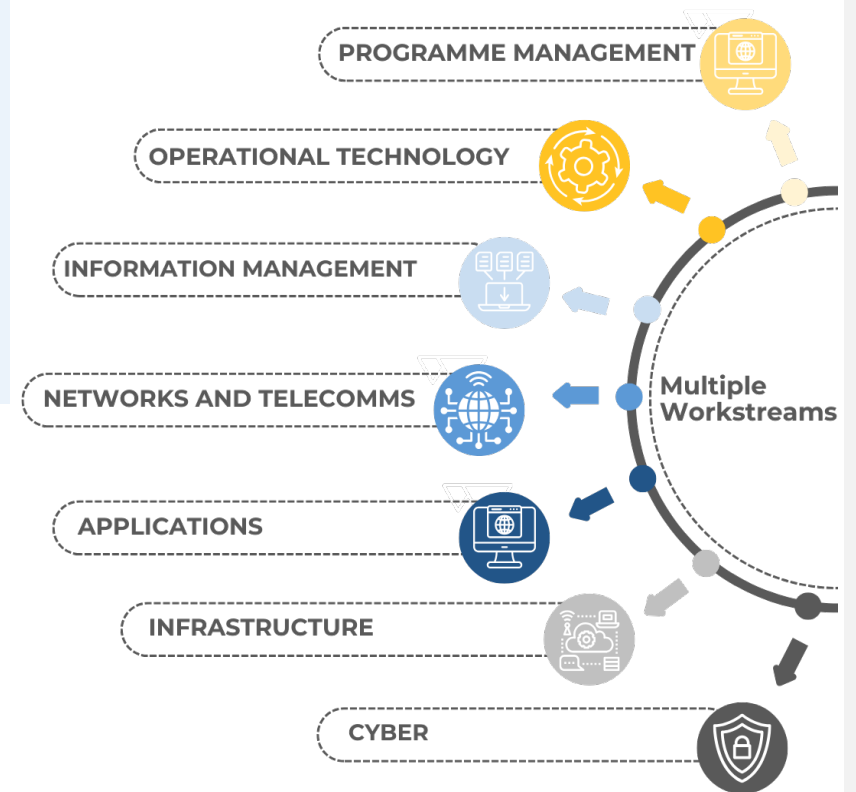 PROGRAMME MANAGEMENT
OPERATIONAL TECHNOLOGY
INFORMATION MANAGEMENT
NETWORKS AND TELECOMMS
Multiple
Workstreams
APPLICATIONS
INFRASTRUCTURE
CYBER